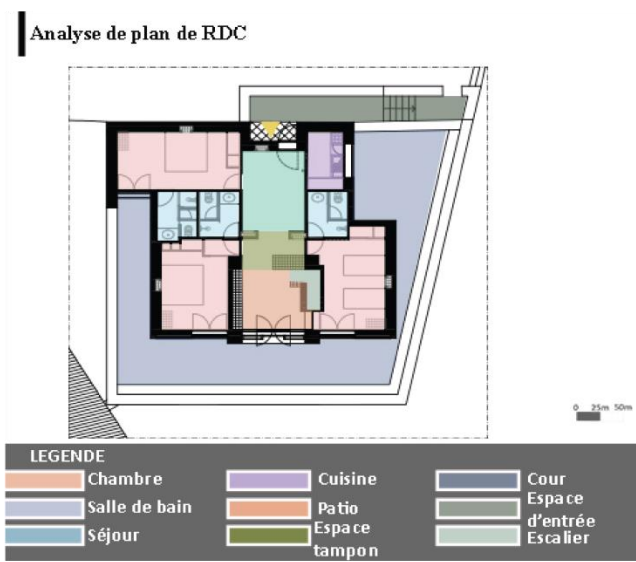 Analyse de plan de RDC
0 25m 50m
LEGENDE
Chambre
Cuisine
Cour
Salle de bain
Patio
Espace
d'entrée
Séjour
Espace
tampon
Escalier